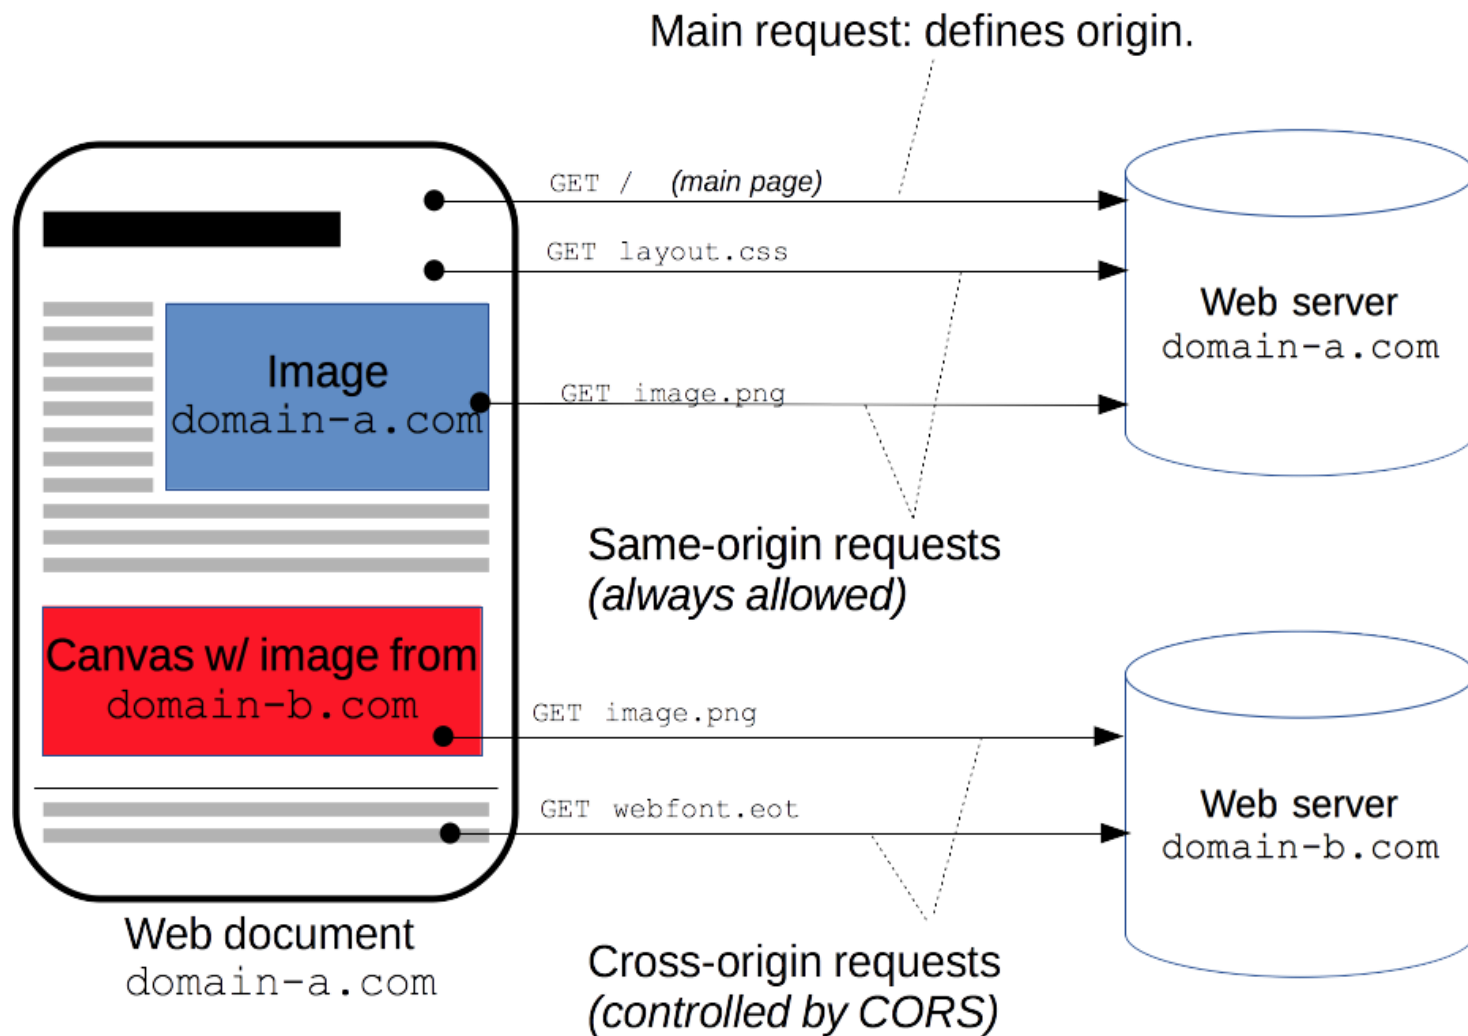 Main request: defines origin.
GET / (main page)
GET layout.css
Image
domain-a.com
GET image.png
Web server
domain-a.com
Same-origin requests
(always allowed)
Canvas w/ image from
domain-b.com
GET image.png
GET webfont.eot
Web server
domain-b.com
Web document
domain-a.com
Cross-origin requests
(controlled by CORS)